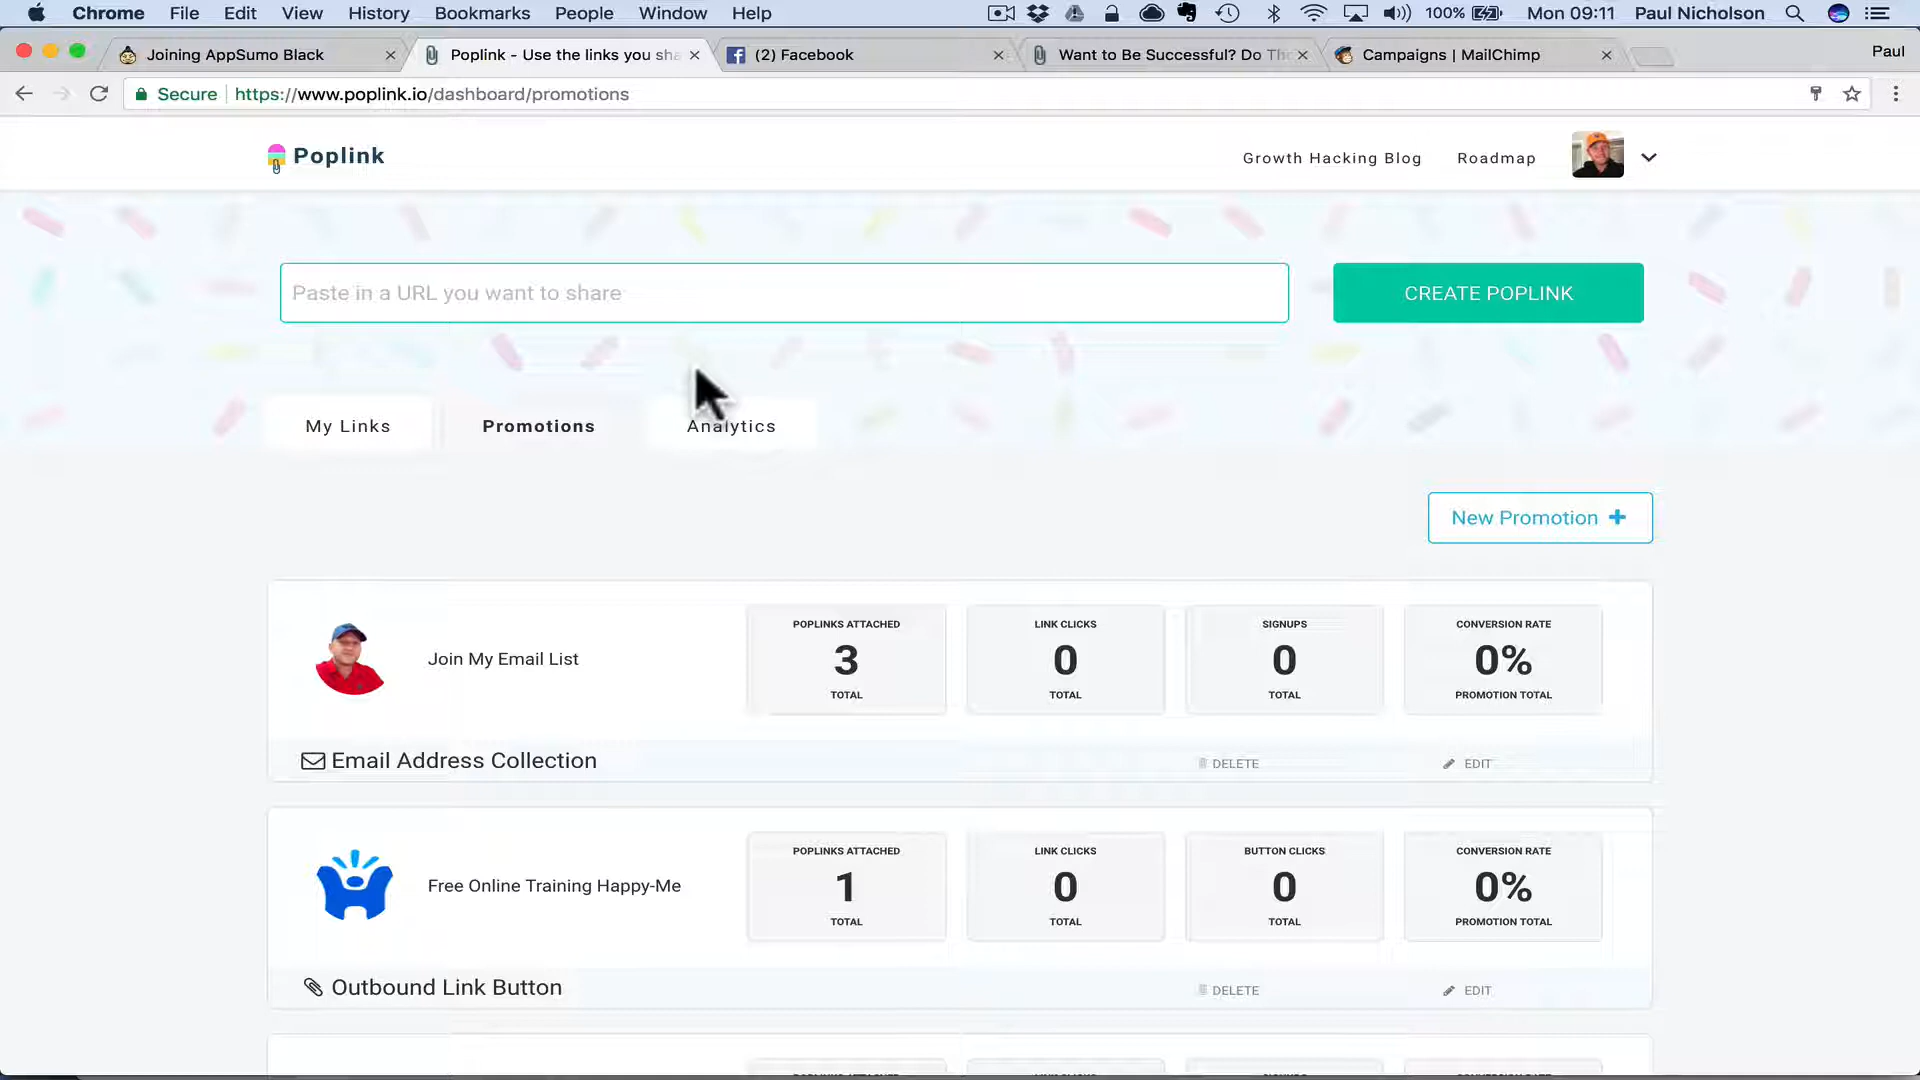 Chrome File Edit View History Bookmarks People Window Help 100% Mon 09:11 Paul Nicholson
Joining AppSumo Black Poplink - Use the links you sha (2) Facebook Want to Be Successful? Do The Campaigns | MailChimp Paul
Secure https://www.poplink.io/dashboard/promotions
Poplink Growth Hacking Blog Roadmap
Paste in a URL you want to share CREATE POPLINK
My Links Promotions Analytics
New Promotion
POPLINKS ATTACHED LINK CLICKS SIGNUPS CONVERSION RATE
Join My Email List 3 0 0 0%
TOTAL TOTAL TOTAL PROMOTION TOTAL
Email Address Collection DELETE EDIT
POPLINKS ATTACHED LINK CLICKS BUTTON CLICKS CONVERSION RATE
Free Online Training Happy-Me 1 0 0 0%
TOTAL TOTAL TOTAL PROMOTION TOTAL
Outbound Link Button DELETE EDIT